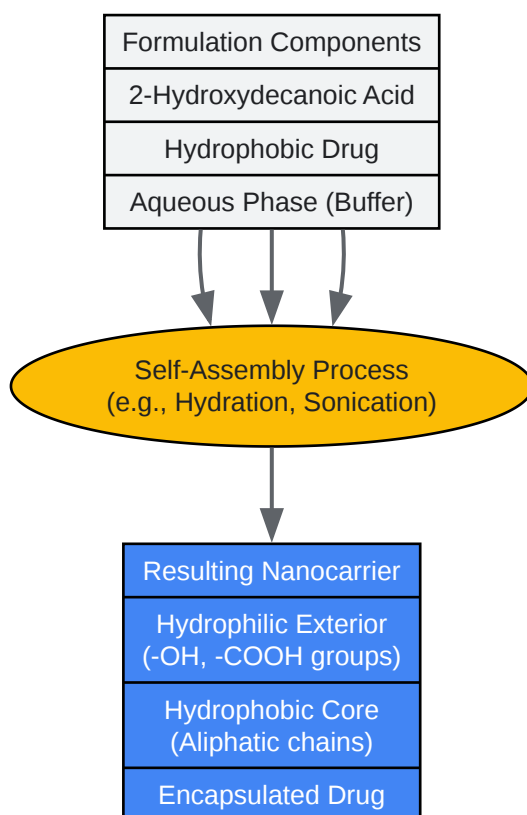 Formulation Components
2-Hydroxydecanoic Acid
Hydrophobic Drug
Aqueous Phase (Buffer)
Self-Assembly Process
(e.g., Hydration, Sonication)
Resulting Nanocarrier
Hydrophilic Exterior
(-OH, -COOH groups)
Hydrophobic Core
(Aliphatic chains)
Encapsulated Drug